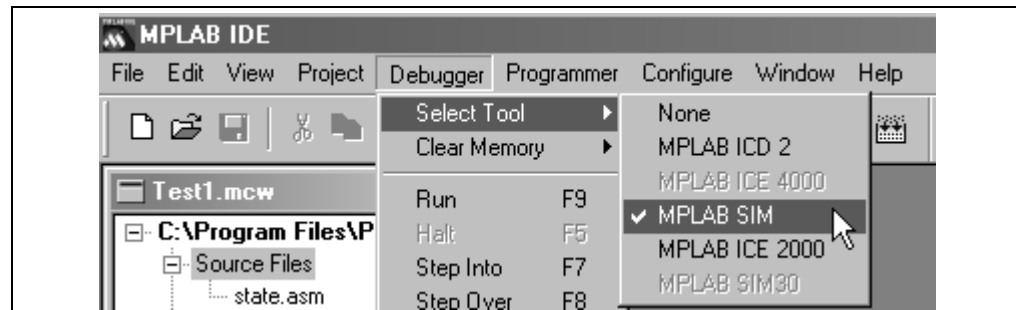 MPLAB IDE
File Edit View Project Debugger Programmer Configure Window Help
Select Tool
Clear Memory
Run F9
Halt F5
Step Into F7
Step Over F8
None
MPLAB ICD 2
MPLAB ICE 4000
MPLAB SIM
MPLAB ICE 2000
MPLAB SIM30
Test1.mcw
C:\Program Files\P
Source Files
state.asm